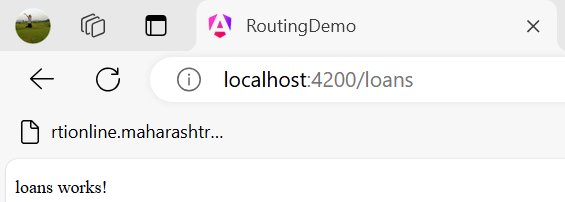 RoutingDemo
localhost:4200/loans
rtionline.maharashtr...
loans works!